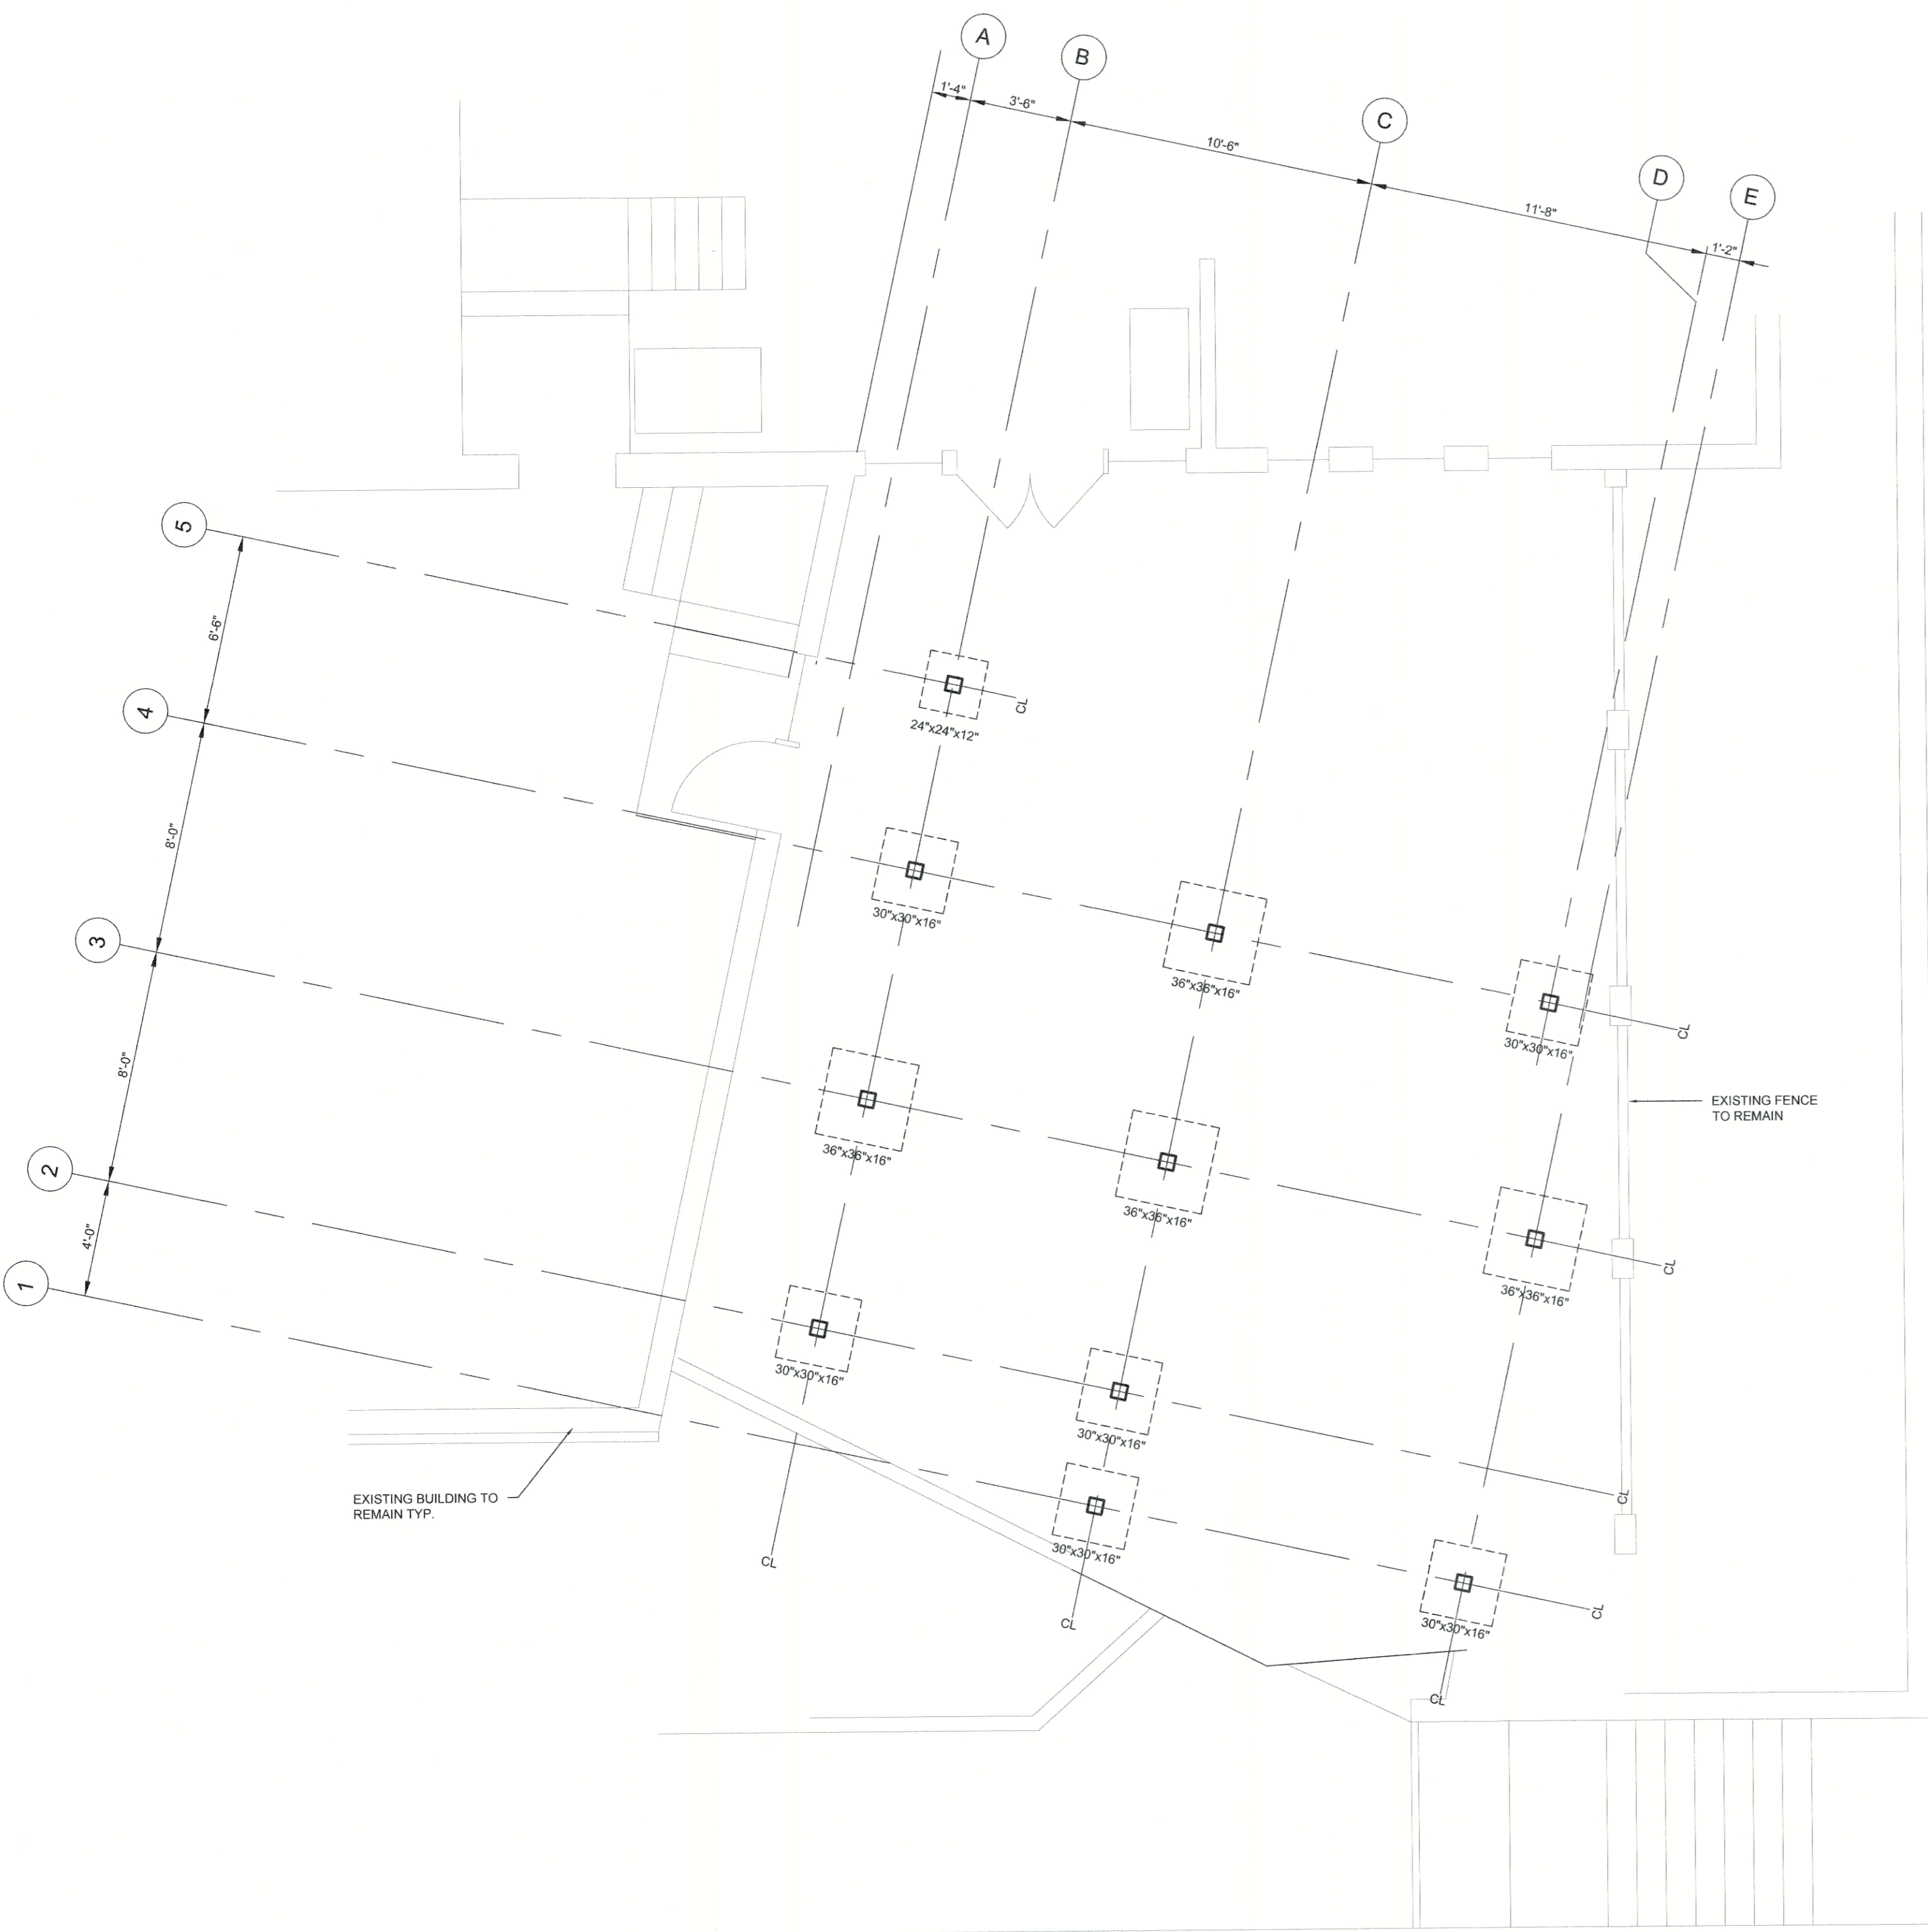 A
B
1'-4"
3'-6"
C
10'-6"
D
E
11'-8"
1'-2"
5
6'-6"
CL
24"x24"x12"
4
8'-0"
30"x30"x16"
3
36"x36"x16"
CL
30"x30"x16"
8'-0"
EXISTING FENCE
TO REMAIN
36"x36"x16"
2
36"x36"x16"
4'-0"
CL
36"x36"x16"
1
30"x30"x16"
30"x30"x16"
CL
EXISTING BUILDING TO
REMAIN TYP.
CL
30"x30"x16"
CL
CL
30"x30"x16"
CL